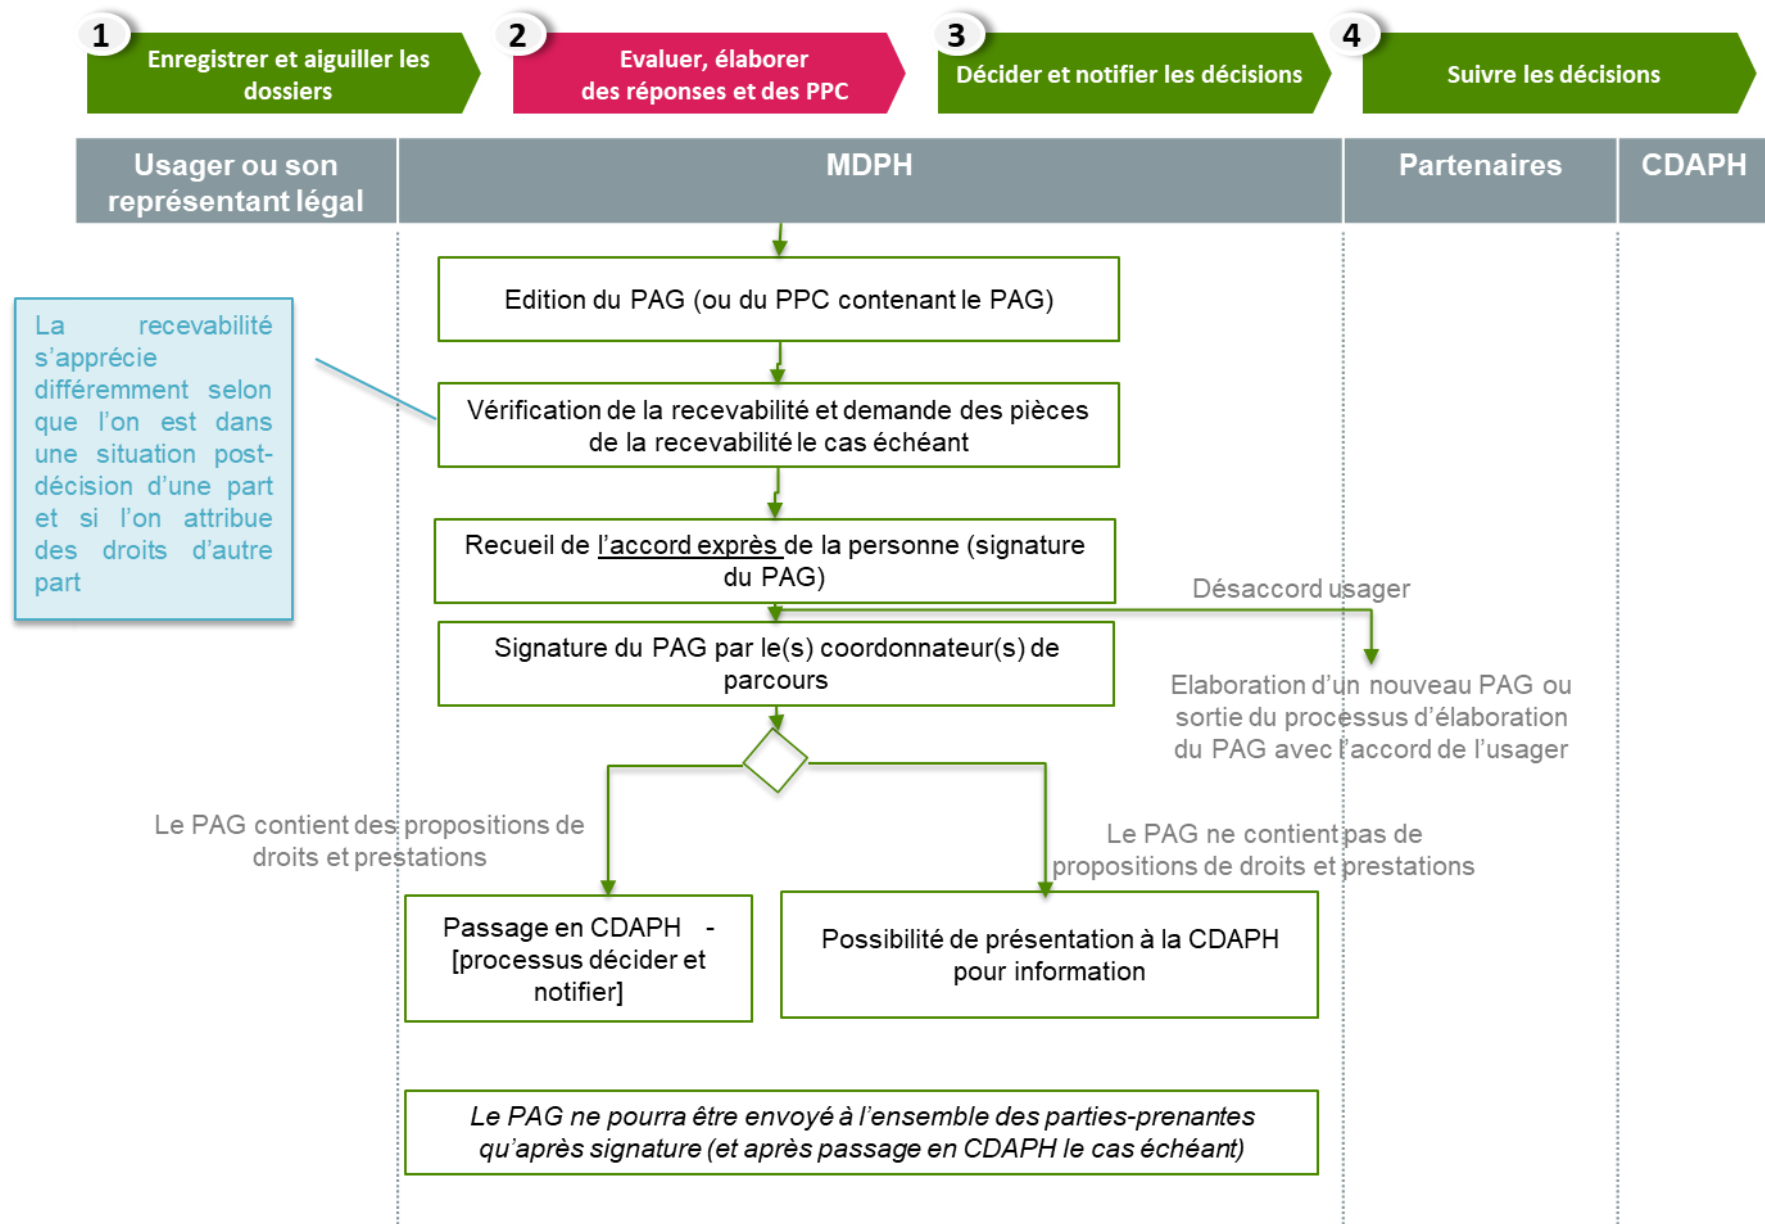 1
Enregistrer et aiguiller les
dossiers
2
Evaluer, élaborer
des réponses et des PPC
3
Décider et notifier les décisions
4
Suivre les décisions
Usager ou son
représentant légal
MDPH
Partenaires
CDAPH
Edition du PAG (ou du PPC contenant le PAG)
La recevabilité
s’apprécie
différemment selon
que l’on est dans
une situation post-
décision d’une part
et si l’on attribue
des droits d’autre
part
Vérification de la recevabilité et demande des pièces
de la recevabilité le cas échéant
Recueil de l’accord exprès de la personne (signature
du PAG)
Désaccord usager
Signature du PAG par le(s) coordonnateur(s) de
parcours
Elaboration d’un nouveau PAG ou
sortie du processus d’élaboration
du PAG avec l’accord de l’usager
Le PAG contient des propositions de
droits et prestations
Le PAG ne contient pas de
propositions de droits et prestations
Passage en CDAPH -
[processus décider et
notifier]
Possibilité de présentation à la CDAPH
pour information
Le PAG ne pourra être envoyé à l’ensemble des parties-prenantes
qu’après signature (et après passage en CDAPH le cas échéant)